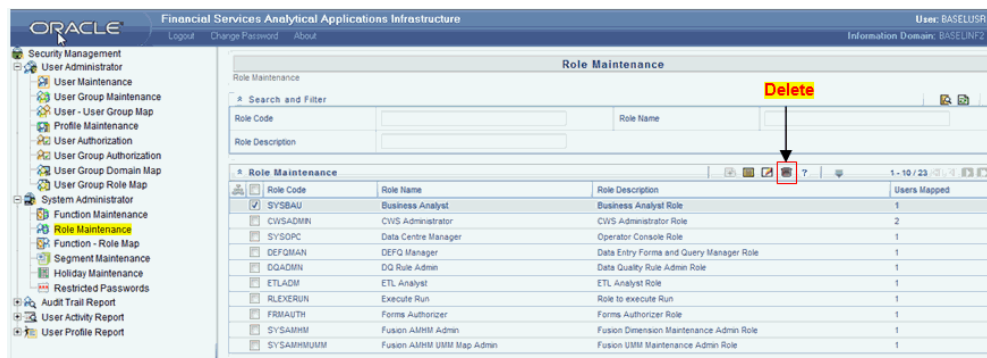 ORACLE
Financial Services Analytical Applications Infrastructure
User: BASELUSR
Logout Change Password About
Information Domain: BASELINF2
Security Management
User Administrator
User Maintenance
User Group Maintenance
User - User Group Map
Profile Maintenance
User Authorization
User Group Authorization
User Group Domain Map
User Group Role Map
System Administrator
Function Maintenance
Role Maintenance
Function - Role Map
Segment Maintenance
Holiday Maintenance
Restricted Passwords
Audit Trail Report
User Activity Report
User Profile Report
Role Maintenance
Role Maintenance
Delete
Search and Filter
Role Code Role Name
Role Description
Role Maintenance ? 1 - 10 / 23
Role Code Role Name Role Description Users Mapped
SYSBAU Business Analyst Business Analyst Role 1
CWSADMIN CWS Administrator CWS Administrator Role 2
SYSOPC Data Centre Manager Operator Console Role 1
DEFQMAN DEFQ Manager Data Entry Forms and Query Manager Role 1
DQADMN DQ Rule Admin Data Quality Rule Admin Role 1
ETLADM ETL Analyst ETL Analyst Role 1
RLEXERUN Execute Run Role to execute Run 1
FRMAUTH Forms Authorizer Forms Authorizer Role 1
SYSAMHM Fusion AMHM Admin Fusion Dimension Maintenance Admin Role 1
SYSAMHMUMM Fusion AMHM UMM Map Admin Fusion UMM Maintenance Admin Role 1